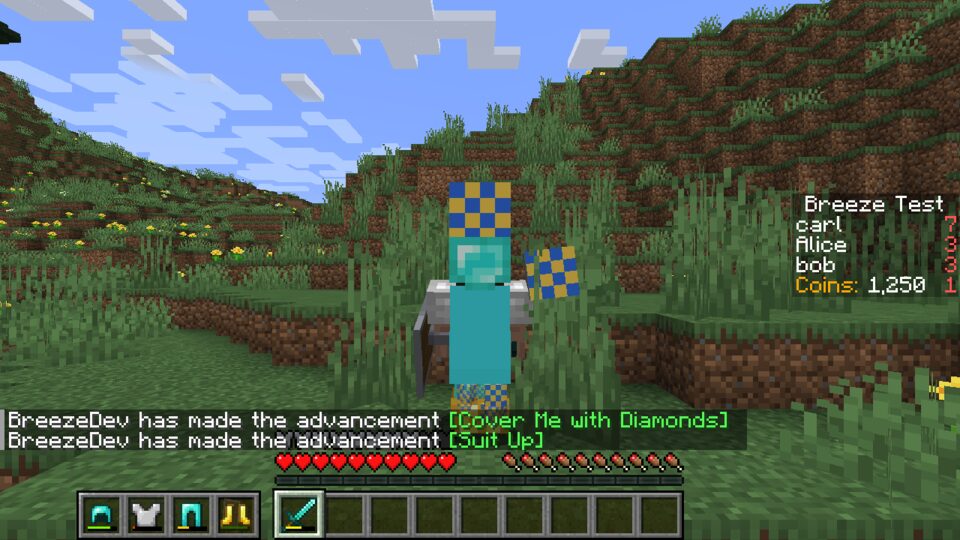 Breeze Test
carl 7
Alice 3
bob 3
Coins: 1,250 1
BreezeDev has made the advancement [Cover Me with Diamonds]
BreezeDev has made the advancement [Suit Up]